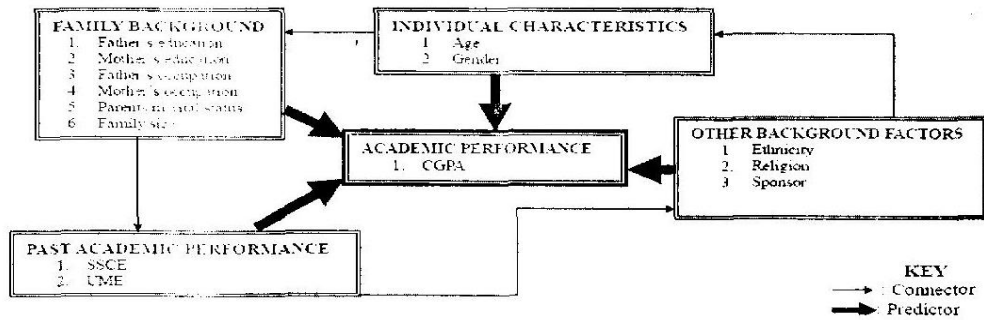 FAMILY BACKGROUND
1. Father's education
2 Mother's education
3 Father's occupation
4 Mother's occupation
5 Parents marital status
6 Family size
INDIVIDUAL CHARACTERISTICS
1 Age
2 Gender
ACADEMIC PERFORMANCE
1. CGPA
OTHER BACKGROUND FACTORS
1 Ethnicity
2. Religion
3 Sponsor
PAST ACADEMIC PERFORMANCE
1. SSCE
2. UME
KEY
: Connector
: Predictor